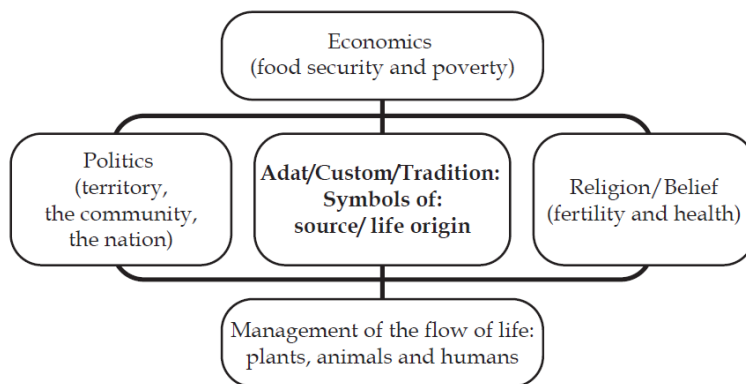 Economics
(food security and poverty)
Politics
(territory,
the community,
the nation)
Adat/Custom/Tradition:
Symbols of:
source/ life origin
Religion/Belief
(fertility and health)
Management of the flow of life:
plants, animals and humans